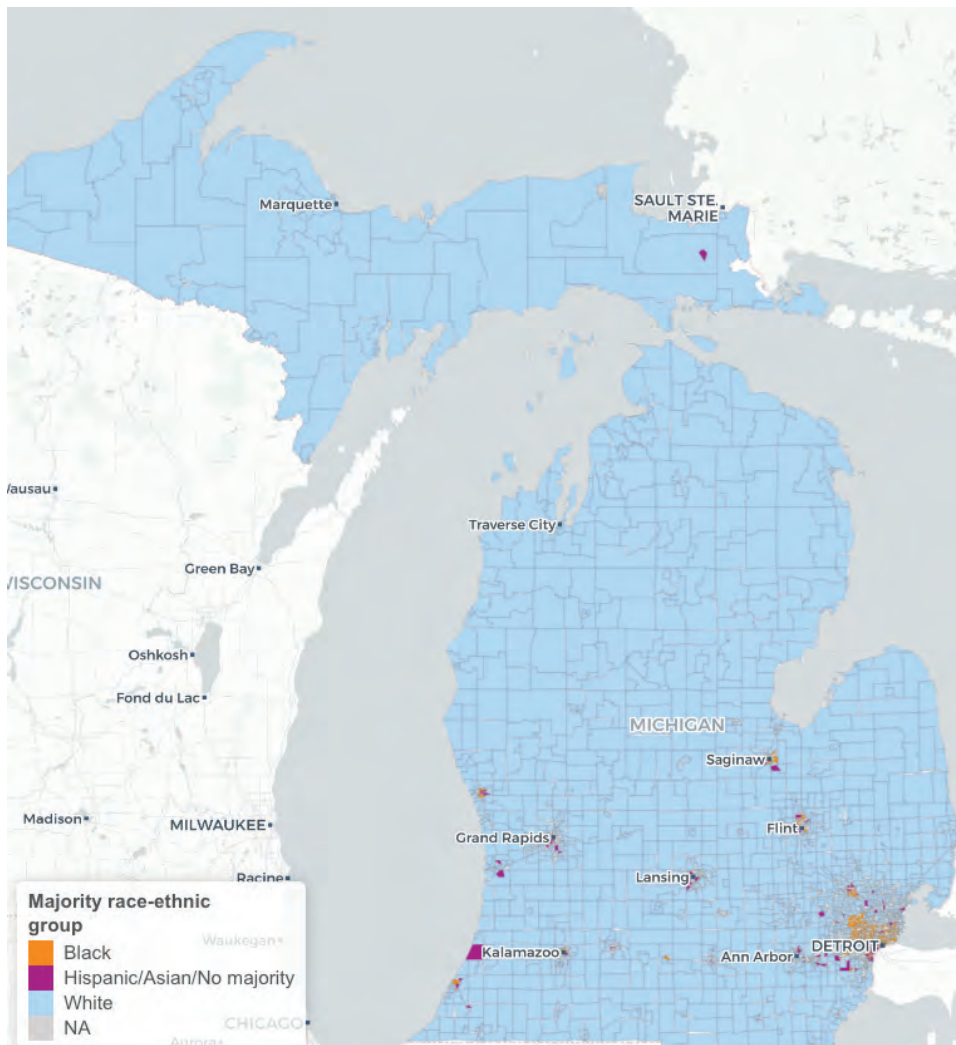 Marquette
SAULT STE.
MARIE
Wausau
Traverse City
Green Bay
WISCONSIN
Oshkosh
Fond du Lac
MICHIGAN
Saginaw
Madison
MILWAUKEE
Grand Rapids
Flint
Racine
Lansing
Majority race-ethnic
group
Black
Hispanic/Asian/No majority
White
NA
Waukegan
Kalamazoo
Ann Arbor
DETROIT
CHICAGO
Aurora